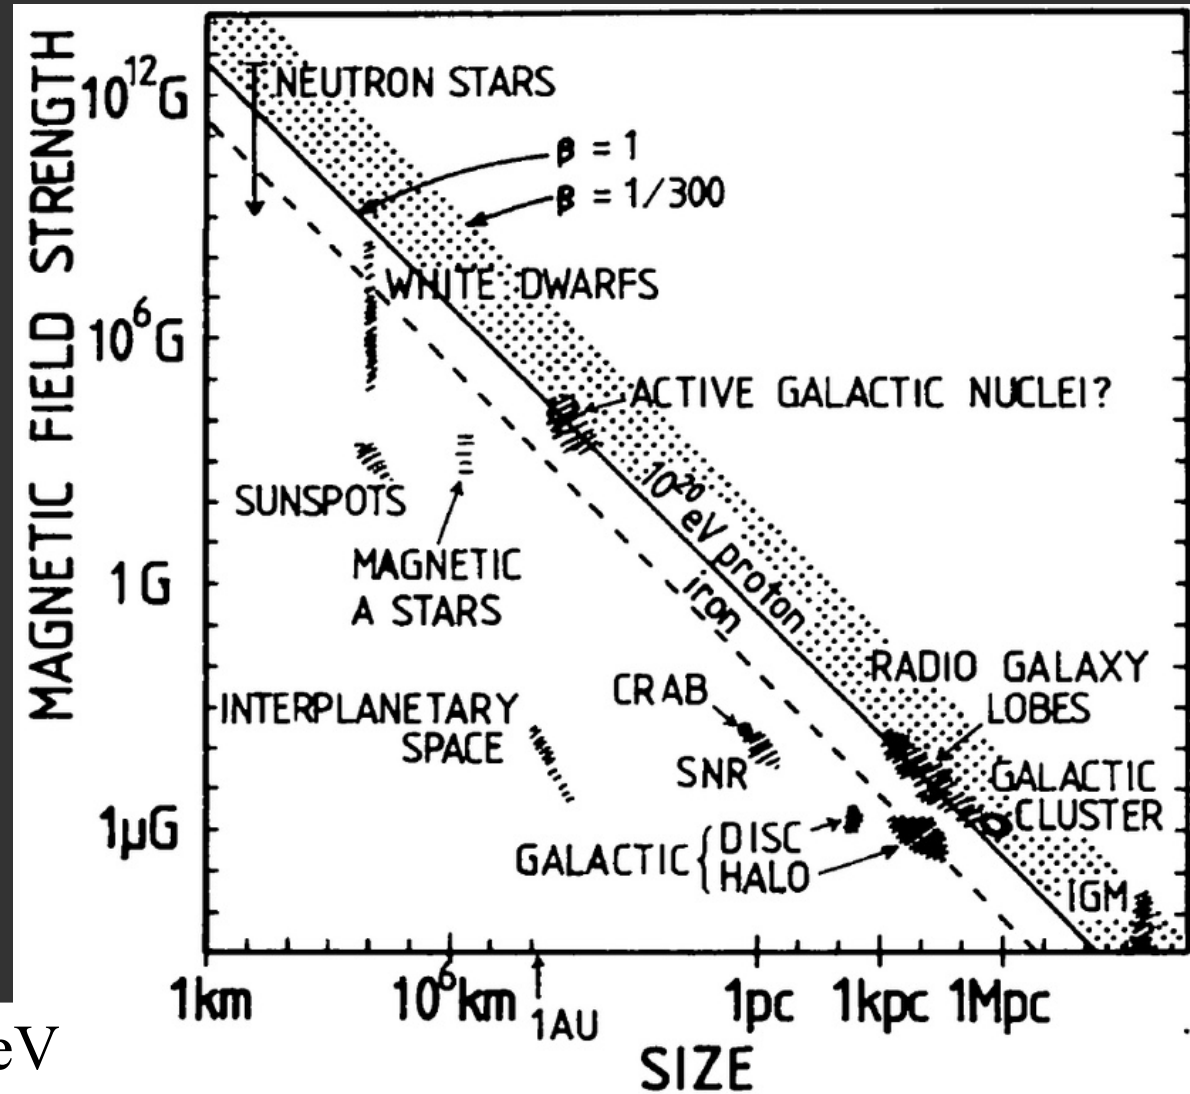 MAGNETIC FIELD STRENGTH
10¹²G
10⁶G
1G
1µG
NEUTRON STARS
β = 1
β = 1/300
WHITE DWARFS
ACTIVE GALACTIC NUCLEI?
10²⁰ eV proton
iron
SUNSPOTS
MAGNETIC
A STARS
RADIO GALAXY
LOBES
CRAB
INTERPLANETARY
SPACE
SNR
GALACTIC
CLUSTER
GALACTIC { DISC
HALO
IGM
1km
10⁶km
1AU
1pc
1kpc
1Mpc
SIZE
eV